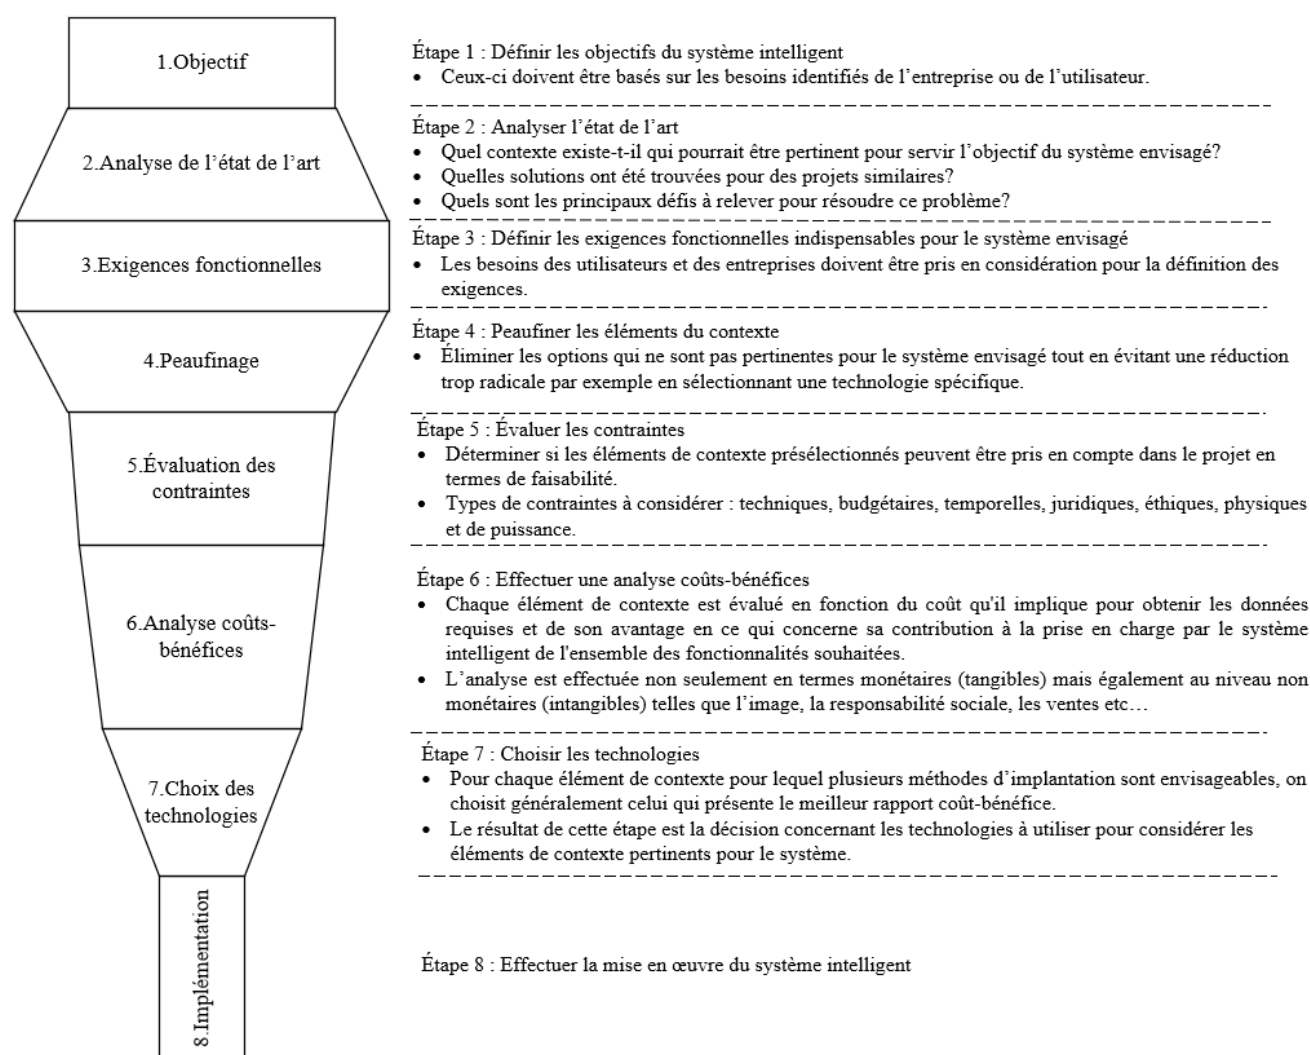 1.Objectif
Étape 1 : Définir les objectifs du système intelligent
• Ceux-ci doivent être basés sur les besoins identifiés de l’entreprise ou de l’utilisateur.
2.Analyse de l’état de l’art
Étape 2 : Analyser l’état de l’art
• Quel contexte existe-t-il qui pourrait être pertinent pour servir l’objectif du système envisagé?
• Quelles solutions ont été trouvées pour des projets similaires?
• Quels sont les principaux défis à relever pour résoudre ce problème?
3.Exigences fonctionnelles
Étape 3 : Définir les exigences fonctionnelles indispensables pour le système envisagé
• Les besoins des utilisateurs et des entreprises doivent être pris en considération pour la définition des
exigences.
4.Peaufinage
Étape 4 : Peaufiner les éléments du contexte
• Éliminer les options qui ne sont pas pertinentes pour le système envisagé tout en évitant une réduction
trop radicale par exemple en sélectionnant une technologie spécifique.
5.Évaluation des
contraintes
Étape 5 : Évaluer les contraintes
• Déterminer si les éléments de contexte présélectionnés peuvent être pris en compte dans le projet en
termes de faisabilité.
• Types de contraintes à considérer : techniques, budgétaires, temporelles, juridiques, éthiques, physiques
et de puissance.
6.Analyse coûts-
bénéfices
Étape 6 : Effectuer une analyse coûts-bénéfices
• Chaque élément de contexte est évalué en fonction du coût qu'il implique pour obtenir les données
requises et de son avantage en ce qui concerne sa contribution à la prise en charge par le système
intelligent de l'ensemble des fonctionnalités souhaitées.
• L’analyse est effectuée non seulement en termes monétaires (tangibles) mais également au niveau non
monétaires (intangibles) telles que l’image, la responsabilité sociale, les ventes etc…
7.Choix des
technologies
Étape 7 : Choisir les technologies
• Pour chaque élément de contexte pour lequel plusieurs méthodes d’implantation sont envisageables, on
choisit généralement celui qui présente le meilleur rapport coût-bénéfice.
• Le résultat de cette étape est la décision concernant les technologies à utiliser pour considérer les
éléments de contexte pertinents pour le système.
8.Implémentation
Étape 8 : Effectuer la mise en œuvre du système intelligent